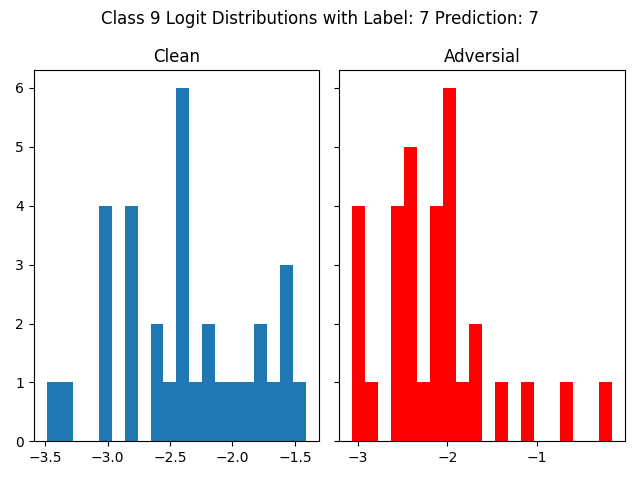 Class 9 Logit Distributions with Label: 7 Prediction: 7
Clean
Adversial
6
5
4
3
2
1
0
−3.5 −3.0 −2.5 −2.0 −1.5
−3 −2 −1